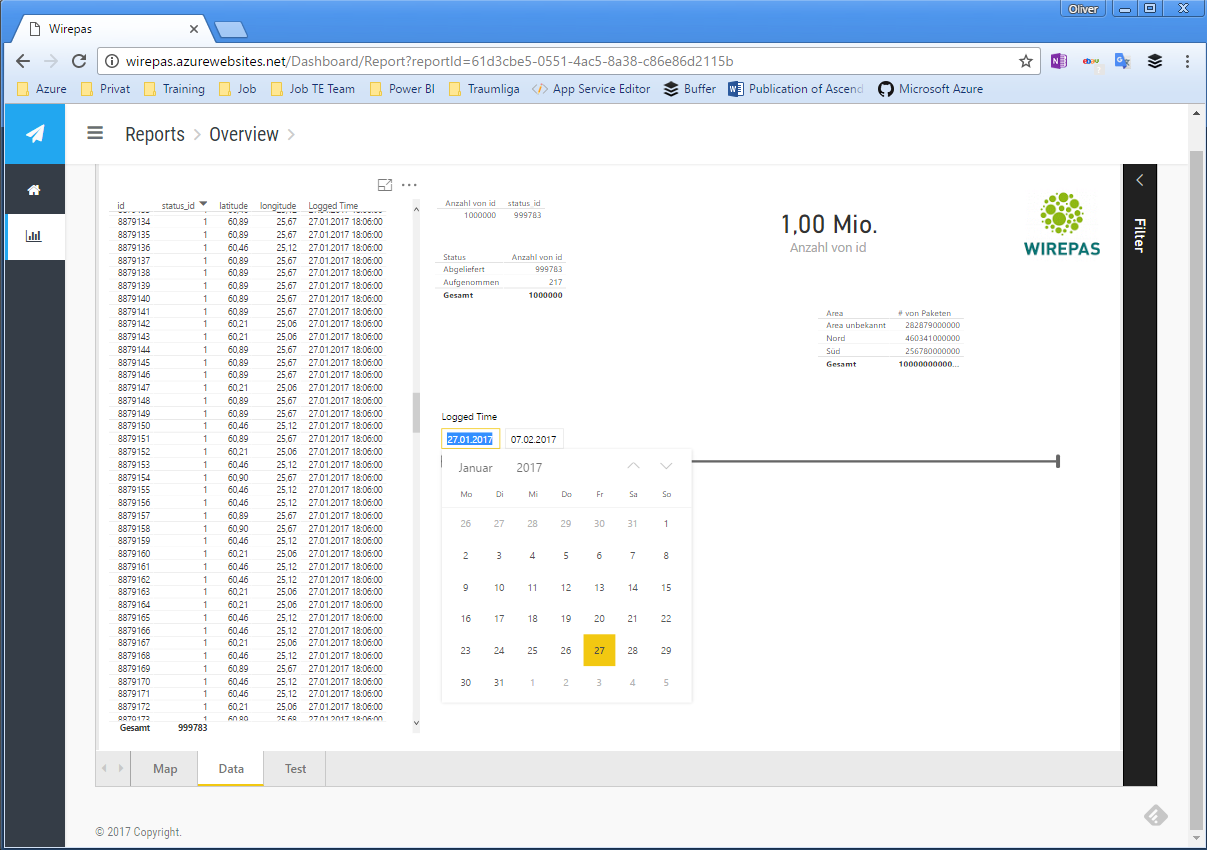 Oliver
Wirepas
wirepas.azurewebsites.net/Dashboard/Report?reportId=61d3cbe5-0551-4ac5-8a38-c86e86d2115b
Azure Privat Training Job Job TE Team Power BI Traumliga App Service Editor Buffer Publication of Ascend Microsoft Azure
Reports > Overview >
id status_id latitude longitude Logged Time
8879134 1 60,89 25,67 27.01.2017 18:06:00
8879135 1 60,89 25,67 27.01.2017 18:06:00
8879136 1 60,46 25,12 27.01.2017 18:06:00
8879137 1 60,89 25,67 27.01.2017 18:06:00
8879138 1 60,89 25,67 27.01.2017 18:06:00
8879139 1 60,89 25,67 27.01.2017 18:06:00
8879140 1 60,89 25,67 27.01.2017 18:06:00
8879141 1 60,89 25,67 27.01.2017 18:06:00
8879142 1 60,21 25,06 27.01.2017 18:06:00
8879143 1 60,21 25,06 27.01.2017 18:06:00
8879144 1 60,89 25,67 27.01.2017 18:06:00
8879145 1 60,89 25,67 27.01.2017 18:06:00
8879146 1 60,89 25,67 27.01.2017 18:06:00
8879147 1 60,21 25,06 27.01.2017 18:06:00
8879148 1 60,89 25,67 27.01.2017 18:06:00
8879149 1 60,89 25,67 27.01.2017 18:06:00
8879150 1 60,46 25,12 27.01.2017 18:06:00
8879151 1 60,89 25,67 27.01.2017 18:06:00
8879152 1 60,21 25,06 27.01.2017 18:06:00
8879153 1 60,46 25,12 27.01.2017 18:06:00
8879154 1 60,90 25,67 27.01.2017 18:06:00
8879155 1 60,46 25,12 27.01.2017 18:06:00
8879156 1 60,46 25,12 27.01.2017 18:06:00
8879157 1 60,89 25,67 27.01.2017 18:06:00
8879158 1 60,90 25,67 27.01.2017 18:06:00
8879159 1 60,46 25,12 27.01.2017 18:06:00
8879160 1 60,21 25,06 27.01.2017 18:06:00
8879161 1 60,46 25,12 27.01.2017 18:06:00
8879162 1 60,46 25,12 27.01.2017 18:06:00
8879163 1 60,21 25,06 27.01.2017 18:06:00
8879164 1 60,21 25,06 27.01.2017 18:06:00
8879165 1 60,46 25,12 27.01.2017 18:06:00
8879166 1 60,46 25,12 27.01.2017 18:06:00
8879167 1 60,21 25,06 27.01.2017 18:06:00
8879168 1 60,46 25,12 27.01.2017 18:06:00
8879169 1 60,89 25,67 27.01.2017 18:06:00
8879170 1 60,46 25,12 27.01.2017 18:06:00
8879171 1 60,46 25,12 27.01.2017 18:06:00
8879172 1 60,21 25,06 27.01.2017 18:06:00
8879173 1 60,89 25,68 27.01.2017 18:06:00
Gesamt 999783
Anzahl von id status_id
1000000 999783
Status Anzahl von id
Abgeliefert 999783
Aufgenommen 217
Gesamt 1000000
1,00 Mio.
Anzahl von id
WIREPAS
Area # von Paketen
Area unbekannt 282879000000
Nord 460341000000
Süd 256780000000
Gesamt 10000000000...
Logged Time
27.01.2017 07.02.2017
Januar 2017
Mo Di Mi Do Fr Sa So
26 27 28 29 30 31 1
2 3 4 5 6 7 8
9 10 11 12 13 14 15
16 17 18 19 20 21 22
23 24 25 26 27 28 29
30 31 1 2 3 4 5
Filter
Map Data Test
© 2017 Copyright.